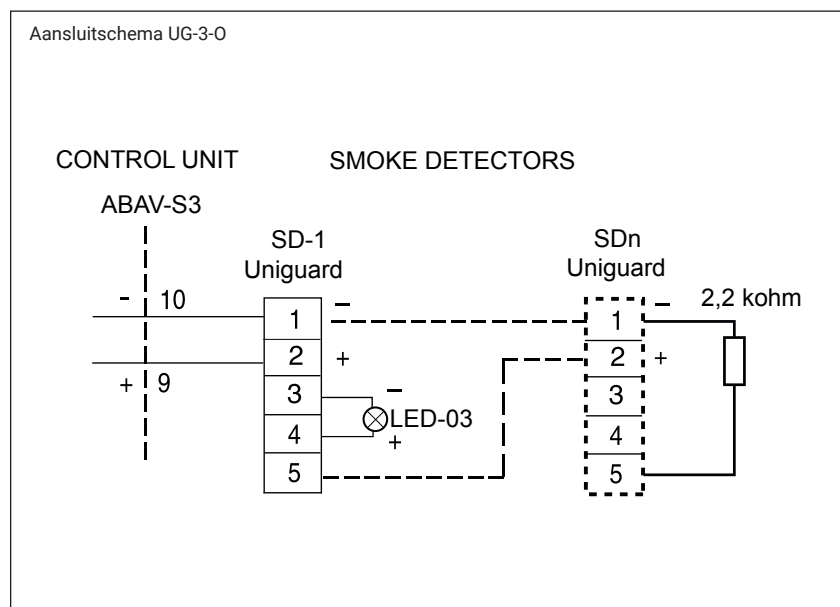 Aansluitschema UG-3-O
CONTROL UNIT
SMOKE DETECTORS
ABAV-S3
SD-1
Uniguard
SDn
Uniguard
- 10
+ 9
1 -
2 +
3 -
4 +
5
LED-03
1 -
2 +
3
4
5
2,2 kohm